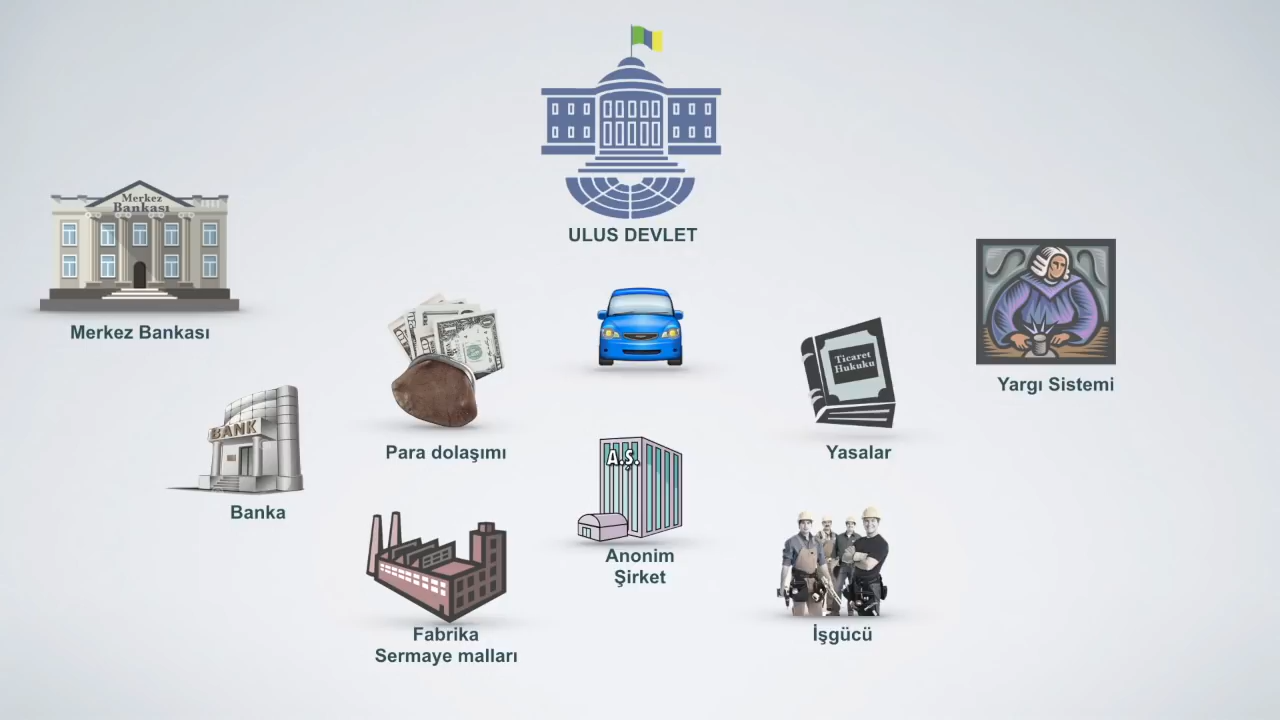 ULUS DEVLET
Merkez
Bankası
Merkez Bankası
Ticaret
Hukuku
Yargı Sistemi
BANK
Para dolaşımı
A.Ş.
Yasalar
Banka
Anonim
Şirket
Fabrika
Sermaye malları
İşgücü